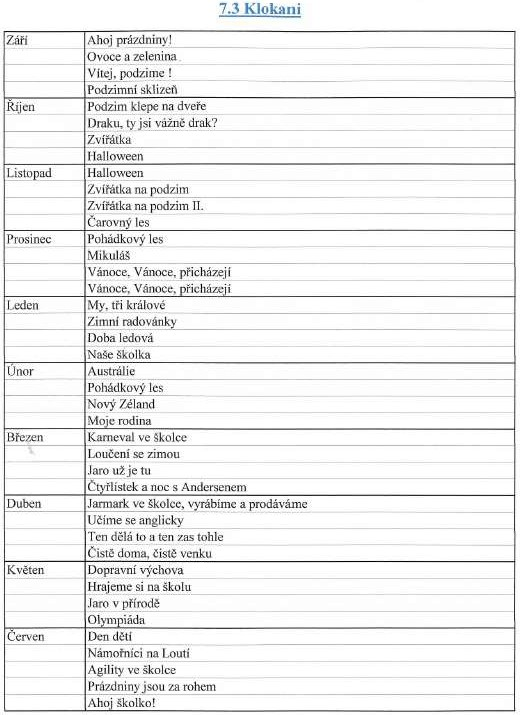 7.3 Klokani
Září Ahoj prázdniny!
Ovoce a zelenina
Vítej, podzime !
Podzimní sklizeň
Říjen Podzim klepe na dveře
Draku, ty jsi vážně drak?
Zvířátka
Halloween
Listopad Halloween
Zvířátka na podzim
Zvířátka na podzim II.
Čarovný les
Prosinec Pohádkový les
Mikuláš
Vánoce, Vánoce, přicházejí
Vánoce, Vánoce, přicházejí
Leden My, tři králové
Zimní radovánky
Doba ledová
Naše školka
Únor Austrálie
Pohádkový les
Nový Zéland
Moje rodina
Březen Karneval ve školce
Loučení se zimou
Jaro už je tu
Čtyřlístek a noc s Andersenem
Duben Jarmark ve školce, vyrábíme a prodáváme
Učíme se anglicky
Ten dělá to a ten zas tohle
Čistě doma, čistě venku
Květen Dopravní výchova
Hrajeme si na školu
Jaro v přírodě
Olympiáda
Červen Den dětí
Námořníci na Loutí
Agility ve školce
Prázdniny jsou za rohem
Ahoj školko!